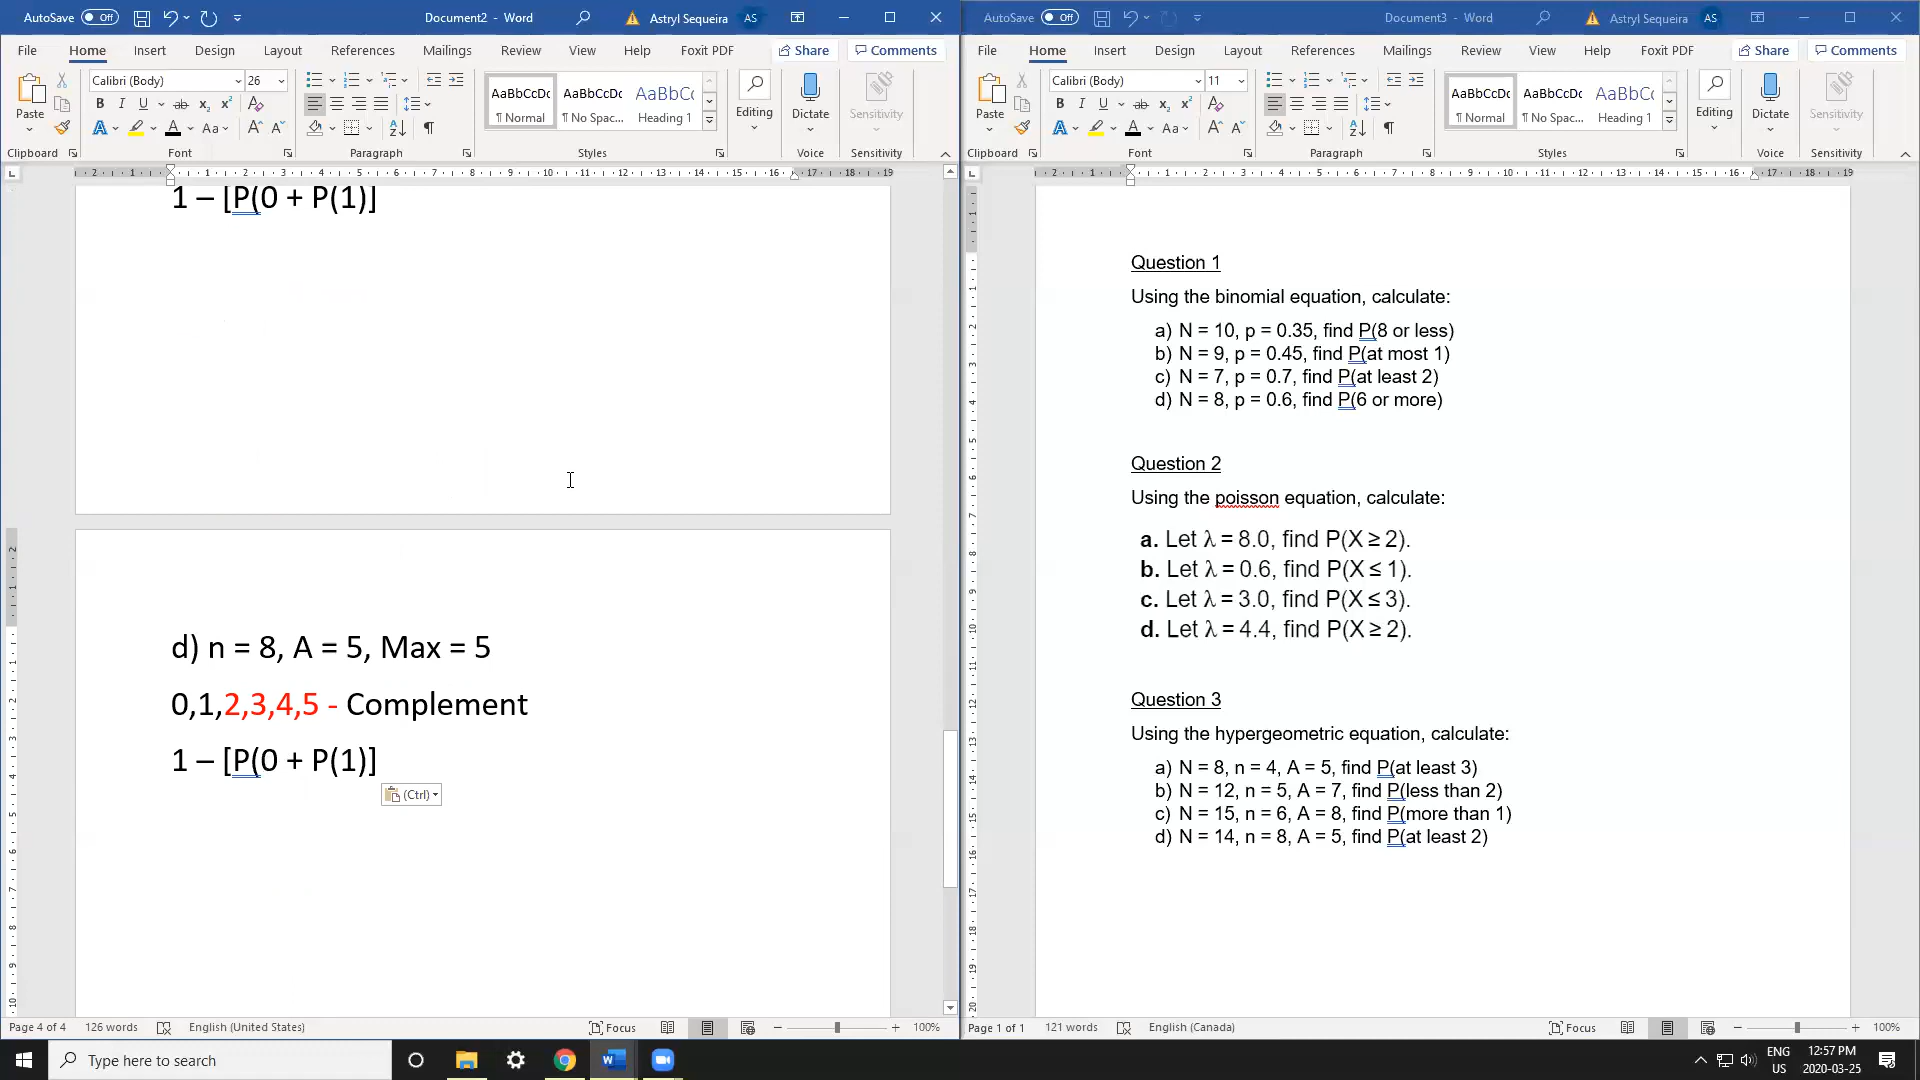 AutoSave Off Document2 - Word Astryl Sequeira AS
File Home Insert Design Layout References Mailings Review View Help Foxit PDF Share Comments
Calibri (Body) 26
Paste
B I U ab x₂ x² A Aa
AaBbCcDc AaBbCcDc AaBbCc
¶ Normal ¶ No Spac... Heading 1
Editing Dictate Sensitivity
Clipboard Font Paragraph Styles Voice Sensitivity
1 – [P(0 + P(1)]
d) n = 8, A = 5, Max = 5
0,1,2,3,4,5 - Complement
1 – [P(0 + P(1)]
(Ctrl)
Page 4 of 4 126 words English (United States) Focus 100%
AutoSave Off Document3 - Word Astryl Sequeira AS
File Home Insert Design Layout References Mailings Review View Help Foxit PDF Share Comments
Calibri (Body) 11
Paste
B I U ab x₂ x² A Aa
AaBbCcDc AaBbCcDc AaBbCc
¶ Normal ¶ No Spac... Heading 1
Editing Dictate Sensitivity
Clipboard Font Paragraph Styles Voice Sensitivity
Question 1
Using the binomial equation, calculate:
a) N = 10, p = 0.35, find P(8 or less)
b) N = 9, p = 0.45, find P(at most 1)
c) N = 7, p = 0.7, find P(at least 2)
d) N = 8, p = 0.6, find P(6 or more)
Question 2
Using the poisson equation, calculate:
a. Let λ = 8.0, find P(X ≥ 2).
b. Let λ = 0.6, find P(X ≤ 1).
c. Let λ = 3.0, find P(X ≤ 3).
d. Let λ = 4.4, find P(X ≥ 2).
Question 3
Using the hypergeometric equation, calculate:
a) N = 8, n = 4, A = 5, find P(at least 3)
b) N = 12, n = 5, A = 7, find P(less than 2)
c) N = 15, n = 6, A = 8, find P(more than 1)
d) N = 14, n = 8, A = 5, find P(at least 2)
Page 1 of 1 121 words English (Canada) Focus 100%
Type here to search
ENG US 12:57 PM 2020-03-25